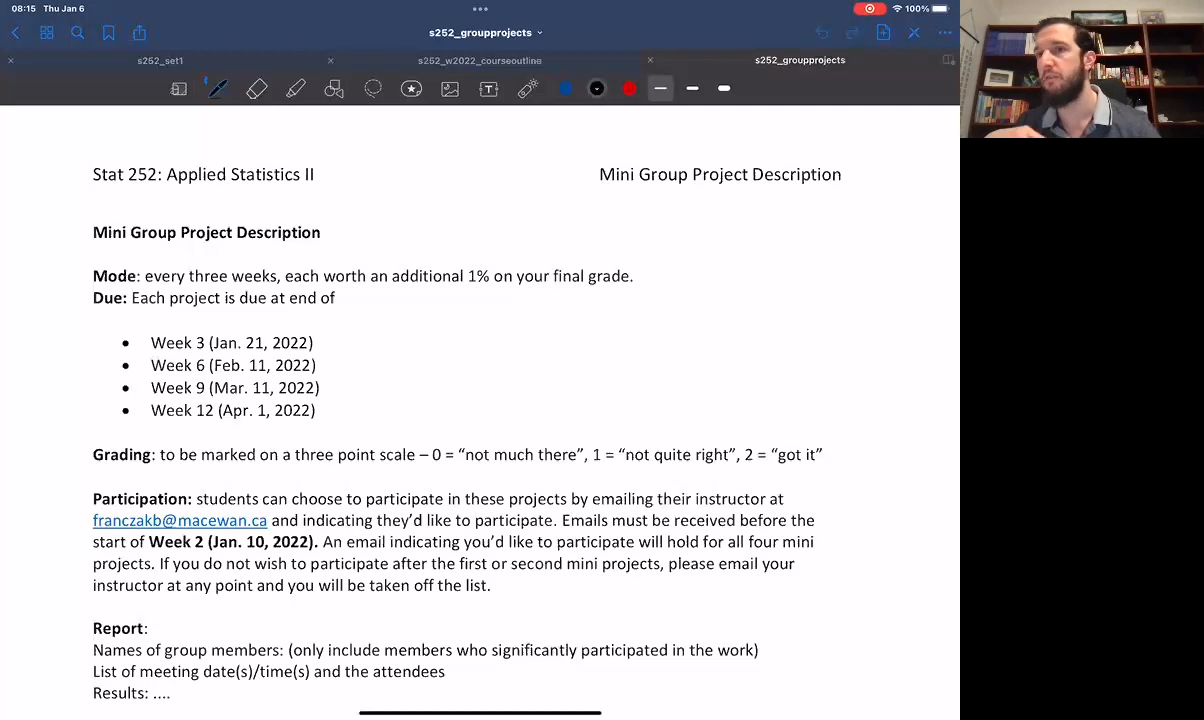 08:15 Thu Jan 6
100%
s252_groupprojects
s252_set1
s252_w2022_courseoutline
s252_groupprojects
T
Stat 252: Applied Statistics II
Mini Group Project Description
Mini Group Project Description
Mode: every three weeks, each worth an additional 1% on your final grade.
Due: Each project is due at end of
• Week 3 (Jan. 21, 2022)
• Week 6 (Feb. 11, 2022)
• Week 9 (Mar. 11, 2022)
• Week 12 (Apr. 1, 2022)
Grading: to be marked on a three point scale – 0 = “not much there”, 1 = “not quite right”, 2 = “got it”
Participation: students can choose to participate in these projects by emailing their instructor at
franczakb@macewan.ca and indicating they’d like to participate. Emails must be received before the
start of Week 2 (Jan. 10, 2022). An email indicating you’d like to participate will hold for all four mini
projects. If you do not wish to participate after the first or second mini projects, please email your
instructor at any point and you will be taken off the list.
Report:
Names of group members: (only include members who significantly participated in the work)
List of meeting date(s)/time(s) and the attendees
Results: ....